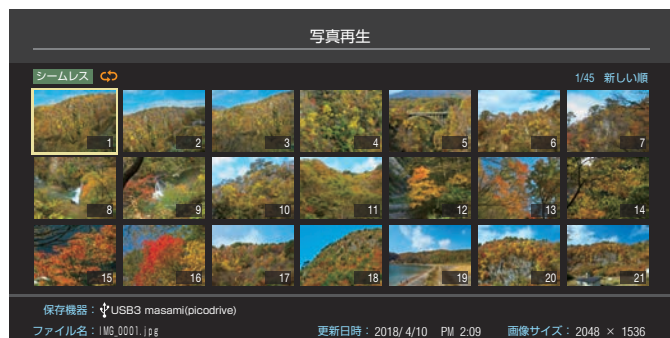 写真再生
シームレス
1/45 新しい順
1 2 3 4 5 6 7
8 9 10 11 12 13 14
15 16 17 18 19 20 21
保存機器：USB3 masami(picodrive)
ファイル名：IMG_0001.jpg 更新日時：2018/ 4/10 PM 2:09 画像サイズ：2048 × 1536